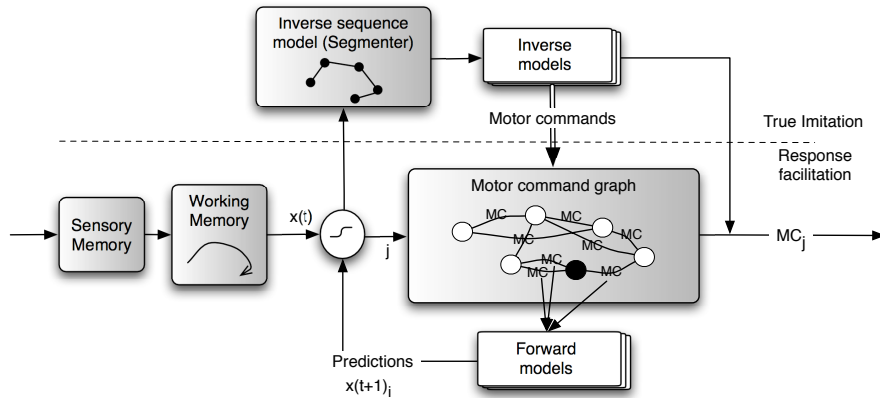 Inverse sequence
model (Segmenter)
Inverse
models
Motor commands
True Imitation
Response
facilitation
Sensory
Memory
Working
Memory
x(t)
j
Motor command graph
MC
MC
MC
MC
MC
MC
MC
MC
MCj
Predictions
x(t+1)i
Forward
models